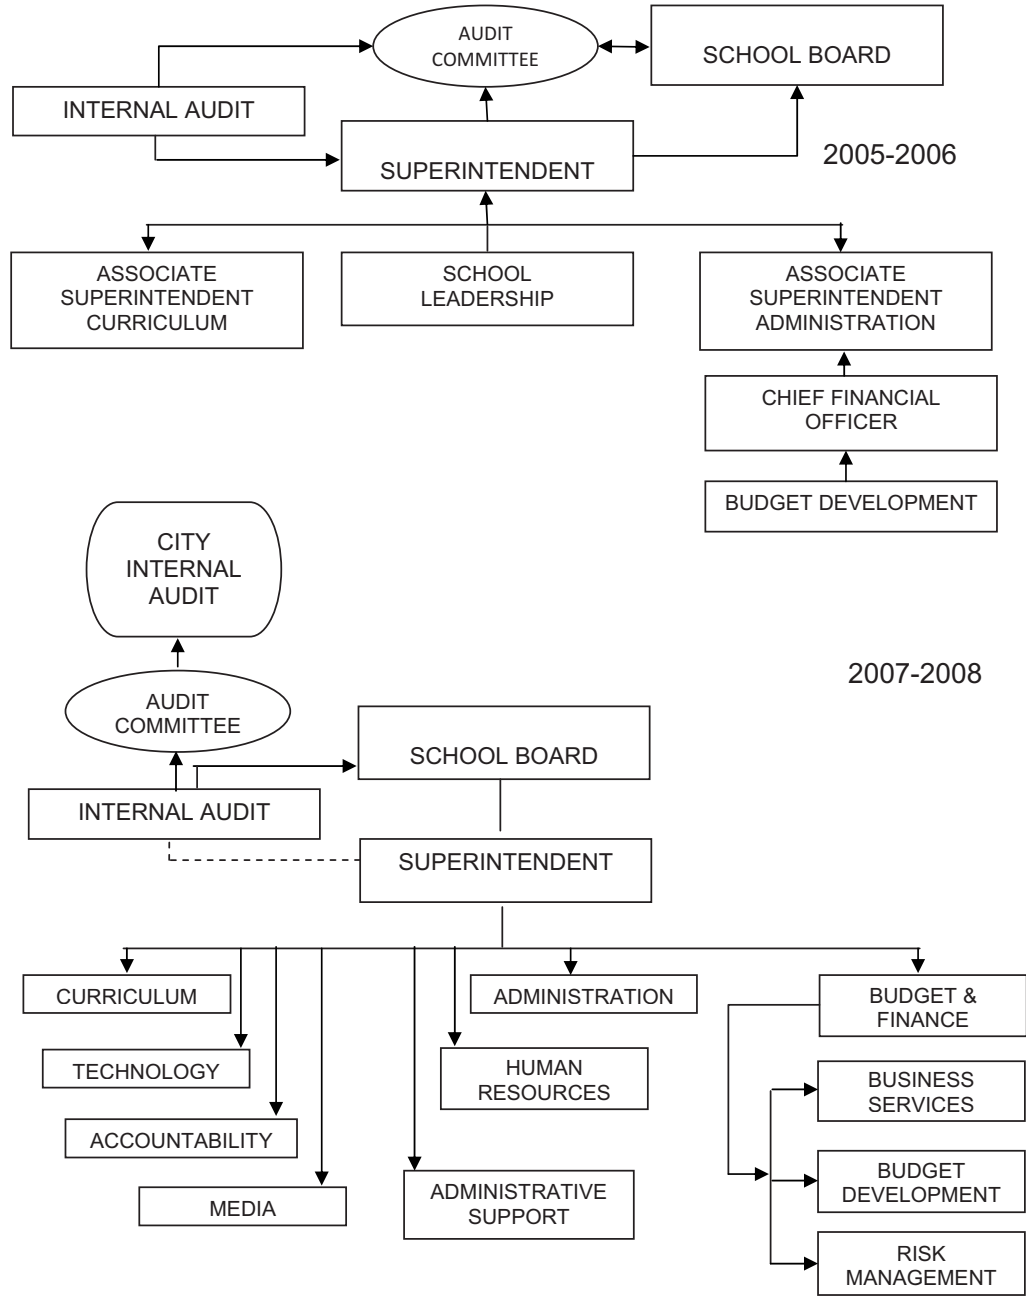 AUDIT
COMMITTEE
SCHOOL BOARD
INTERNAL AUDIT
SUPERINTENDENT
2005-2006
ASSOCIATE
SUPERINTENDENT
CURRICULUM
SCHOOL
LEADERSHIP
ASSOCIATE
SUPERINTENDENT
ADMINISTRATION
CHIEF FINANCIAL
OFFICER
BUDGET DEVELOPMENT
CITY
INTERNAL
AUDIT
2007-2008
AUDIT
COMMITTEE
SCHOOL BOARD
INTERNAL AUDIT
SUPERINTENDENT
CURRICULUM
ADMINISTRATION
BUDGET &
FINANCE
TECHNOLOGY
HUMAN
RESOURCES
BUSINESS
SERVICES
ACCOUNTABILITY
MEDIA
ADMINISTRATIVE
SUPPORT
BUDGET
DEVELOPMENT
RISK
MANAGEMENT